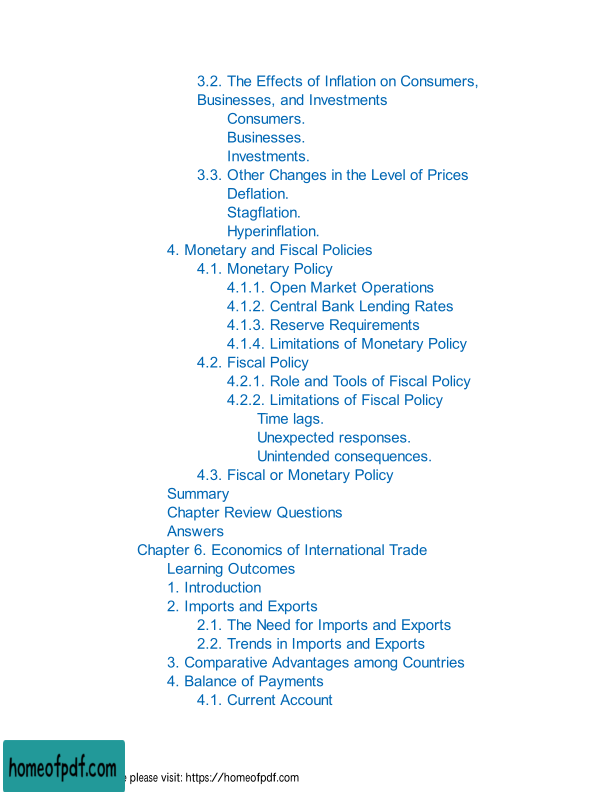 3.2. The Effects of Inflation on Consumers,
Businesses, and Investments
Consumers.
Businesses.
Investments.
3.3. Other Changes in the Level of Prices
Deflation.
Stagflation.
Hyperinflation.
4. Monetary and Fiscal Policies
4.1. Monetary Policy
4.1.1. Open Market Operations
4.1.2. Central Bank Lending Rates
4.1.3. Reserve Requirements
4.1.4. Limitations of Monetary Policy
4.2. Fiscal Policy
4.2.1. Role and Tools of Fiscal Policy
4.2.2. Limitations of Fiscal Policy
Time lags.
Unexpected responses.
Unintended consequences.
4.3. Fiscal or Monetary Policy
Summary
Chapter Review Questions
Answers
Chapter 6. Economics of International Trade
Learning Outcomes
1. Introduction
2. Imports and Exports
2.1. The Need for Imports and Exports
2.2. Trends in Imports and Exports
3. Comparative Advantages among Countries
4. Balance of Payments
4.1. Current Account
homeofpdf.com
please visit: https://homeofpdf.com